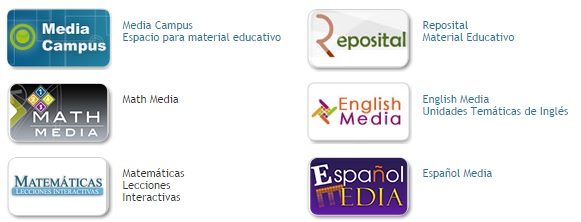 Media
Campus
Media Campus
Espacio para material educativo
Reposital
Reposital
Material Educativo
MATH
MEDIA
Math Media
English
Media
English Media
Unidades Temáticas de Inglés
MATEMÁTICAS
LECCIONES INTERACTIVAS
Matemáticas
Lecciones
Interactivas
Español
MEDIA
Español Media